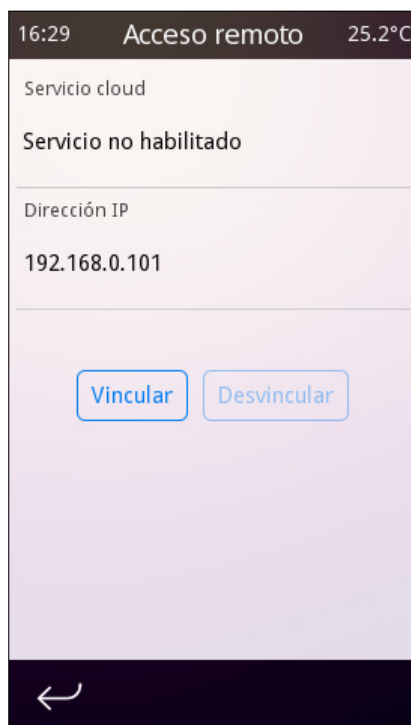 16:29 Acceso remoto 25.2°C
Servicio cloud
Servicio no habilitado
Dirección IP
192.168.0.101
Vincular Desvincular